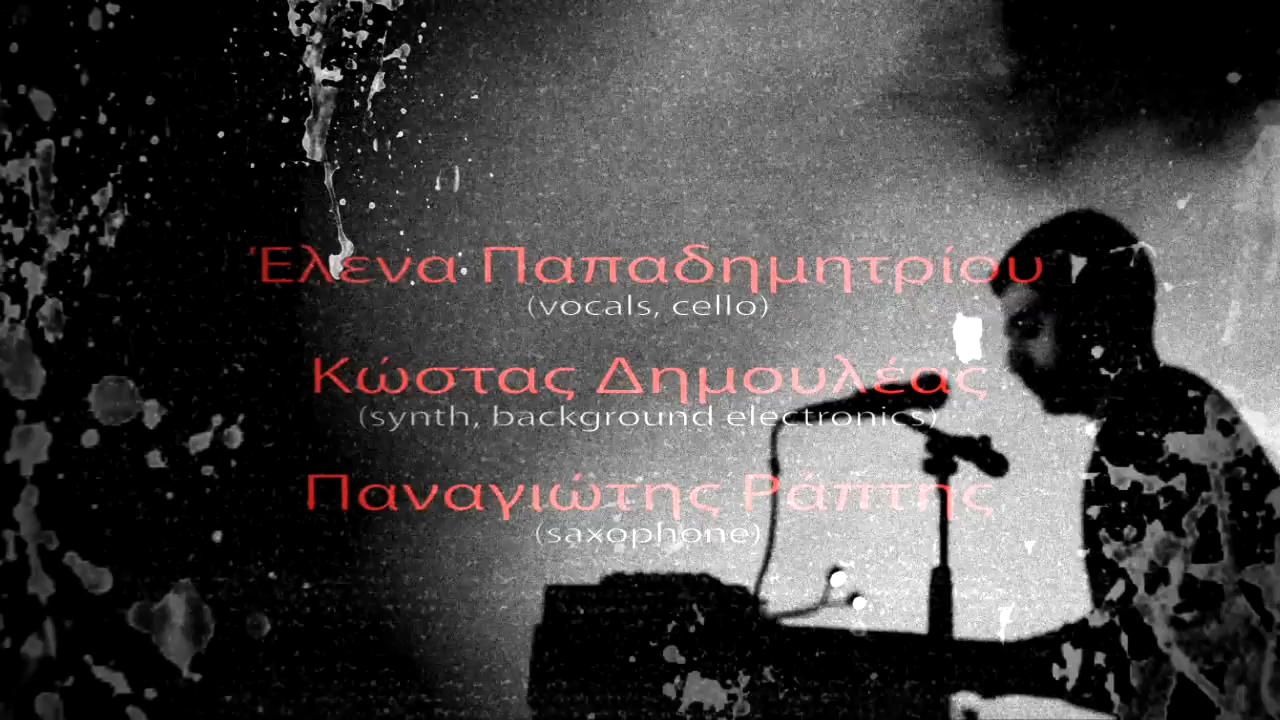 Έλενα Παπαδημητρίου
(vocals, cello)
Κώστας Δημουλέας
(synth, background electronics)
Παναγιώτης Ράπτης
(saxophone)